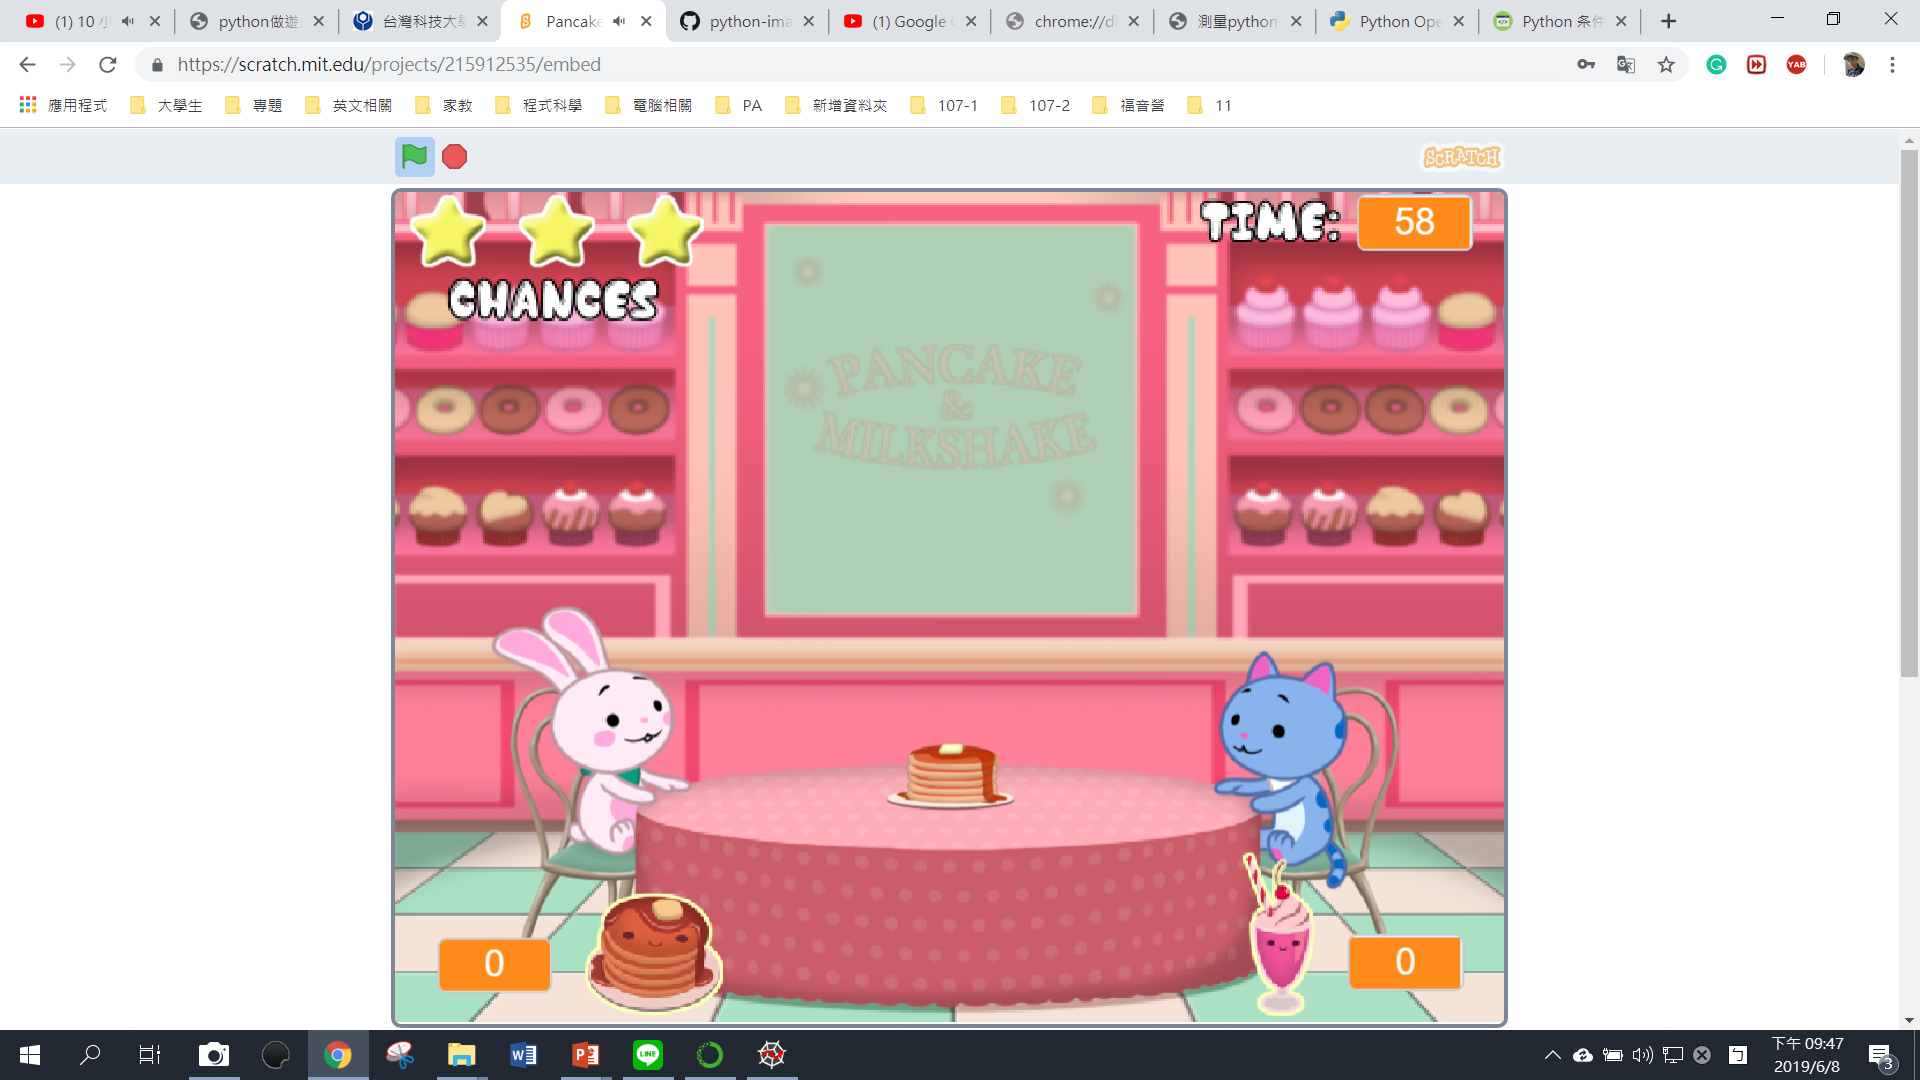 (1) 10 小
python做遊
台灣科技大學
Pancake
python-ima
(1) Google C
chrome://di
測量python
Python Ope
Python 条件
https://scratch.mit.edu/projects/215912535/embed
應用程式
大學生
專題
英文相關
家教
程式科學
電腦相關
PA
新增資料夾
107-1
107-2
福音營
11
SCRATCH
TIME:
58
CHANCES
PANCAKE
&
MILKSHAKE
0
0
下午 09:47
2019/6/8
3